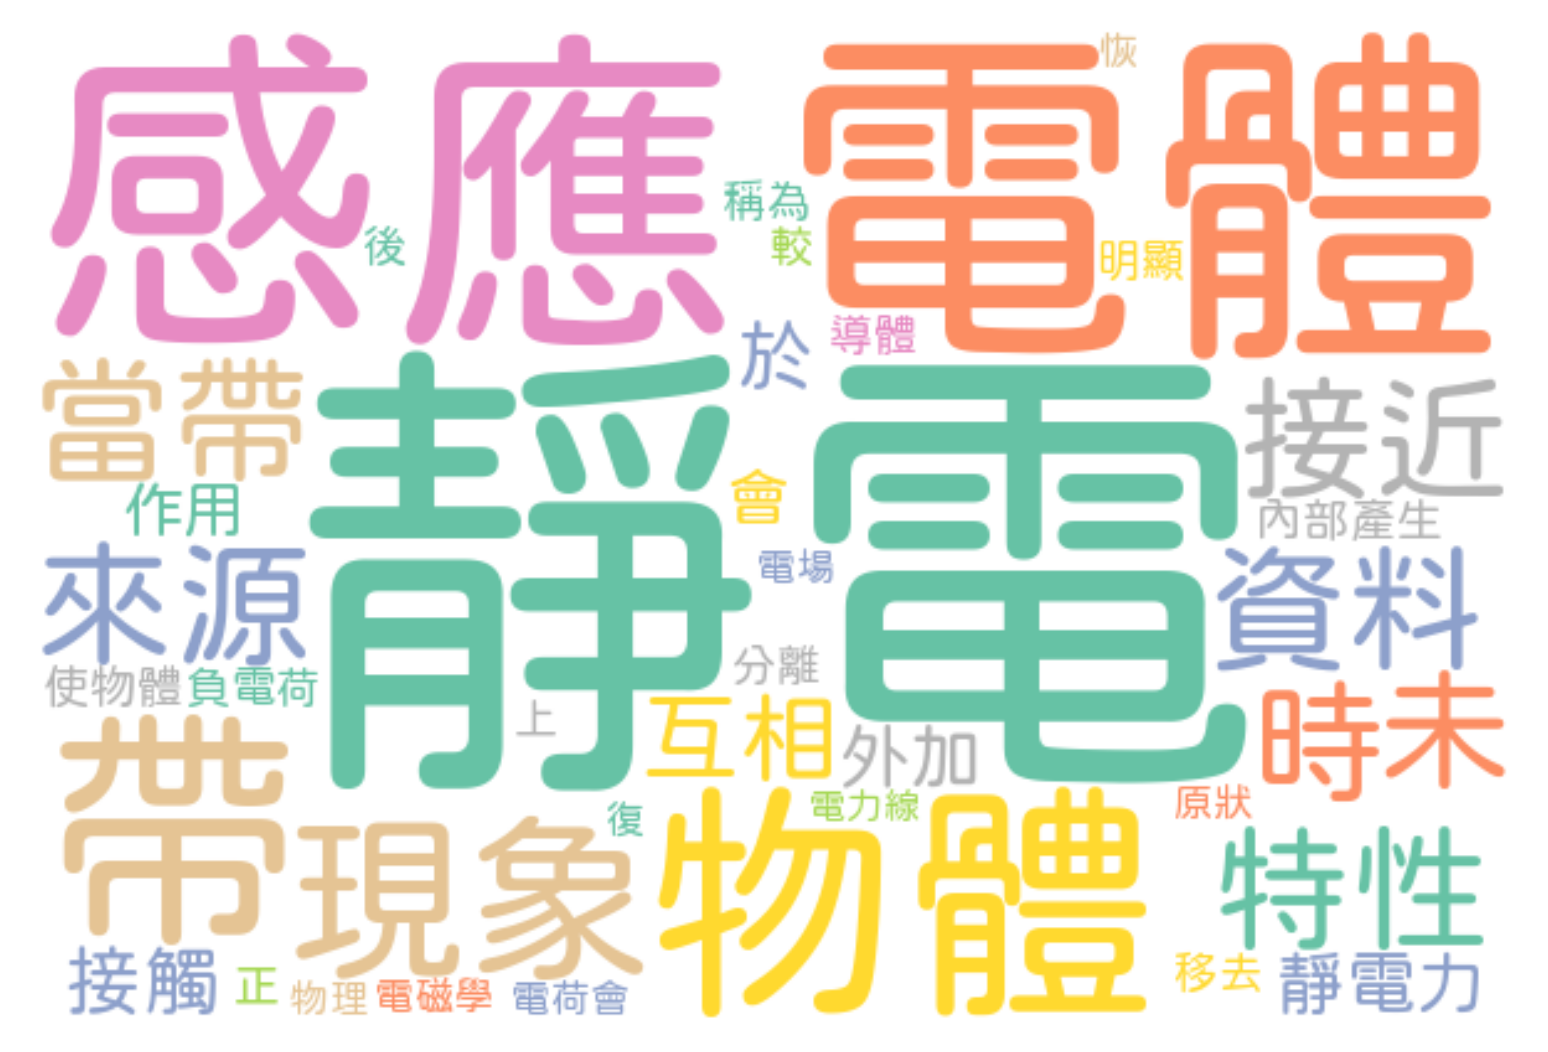 感應
電體
恢
後
稱為
較
明顯
於
導體
當帶
靜電
接近
作用
會
內部產生
電場
來源
資料
使物體
負電荷
分離
上
互相
外加
時未
帶
現象
復
物體
電力線
原狀
特性
接觸
正
物理
電磁學
電荷會
移去
靜電力